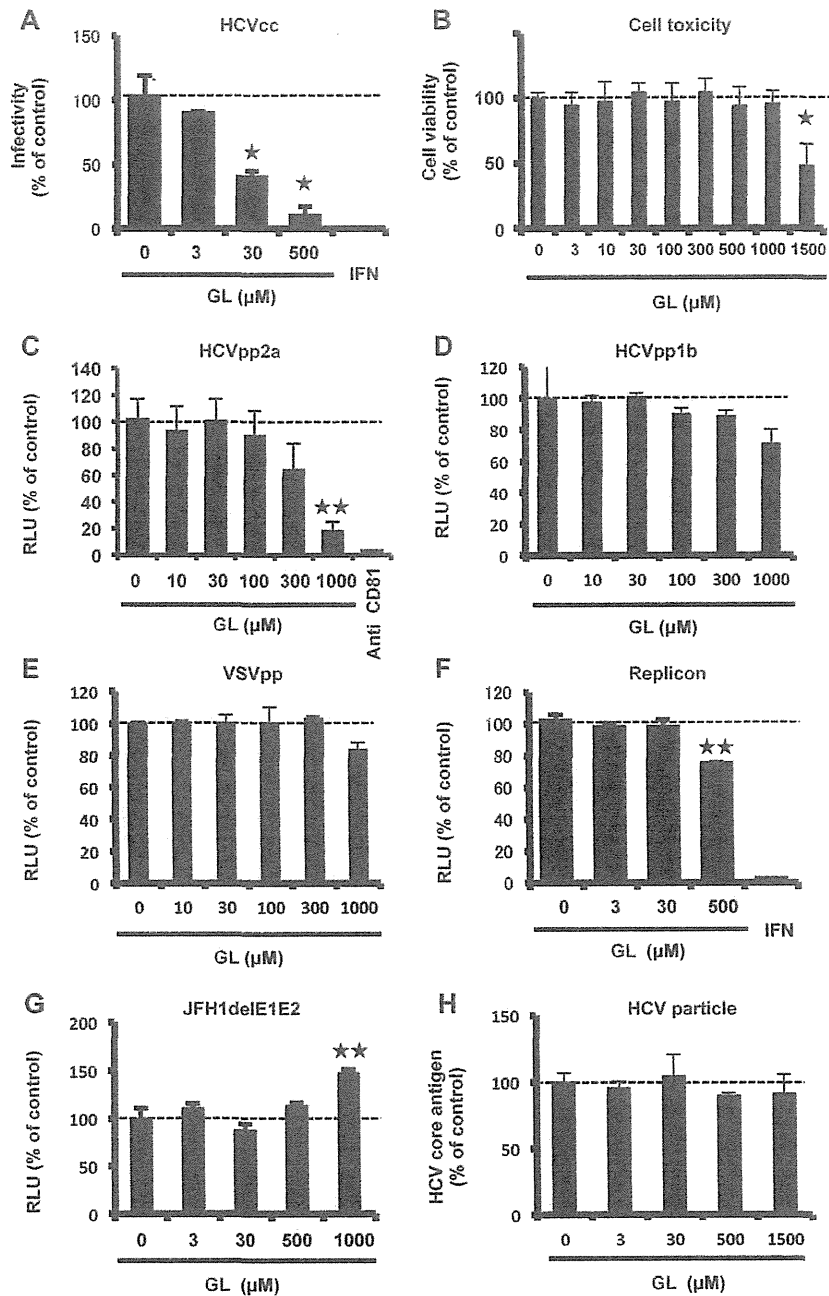 A
HCVcc
Infectivity
(% of control)
150
100
50
0
0 3 30 500
IFN
GL (μM)
B
Cell toxicity
Cell viability
(% of control)
100
50
0
0 3 10 30 100 300 500 1000 1500
GL (μM)
C
HCVpp2a
RLU (% of control)
140
120
100
80
60
40
20
0
0 10 30 100 300 1000
Anti CD81
GL (μM)
D
HCVpp1b
RLU (% of control)
120
100
80
60
40
20
0
0 10 30 100 300 1000
GL (μM)
E
VSVpp
RLU (% of control)
120
100
80
60
40
20
0
0 10 30 100 300 1000
GL (μM)
F
Replicon
RLU (% of control)
120
100
80
60
40
20
0
0 3 30 500
IFN
GL (μM)
G
JFH1delE1E2
RLU (% of control)
200
150
100
50
0
0 3 30 500 1000
GL (μM)
H
HCV particle
HCV core antigen
(% of control)
150
100
50
0
0 3 30 500 1500
GL (μM)